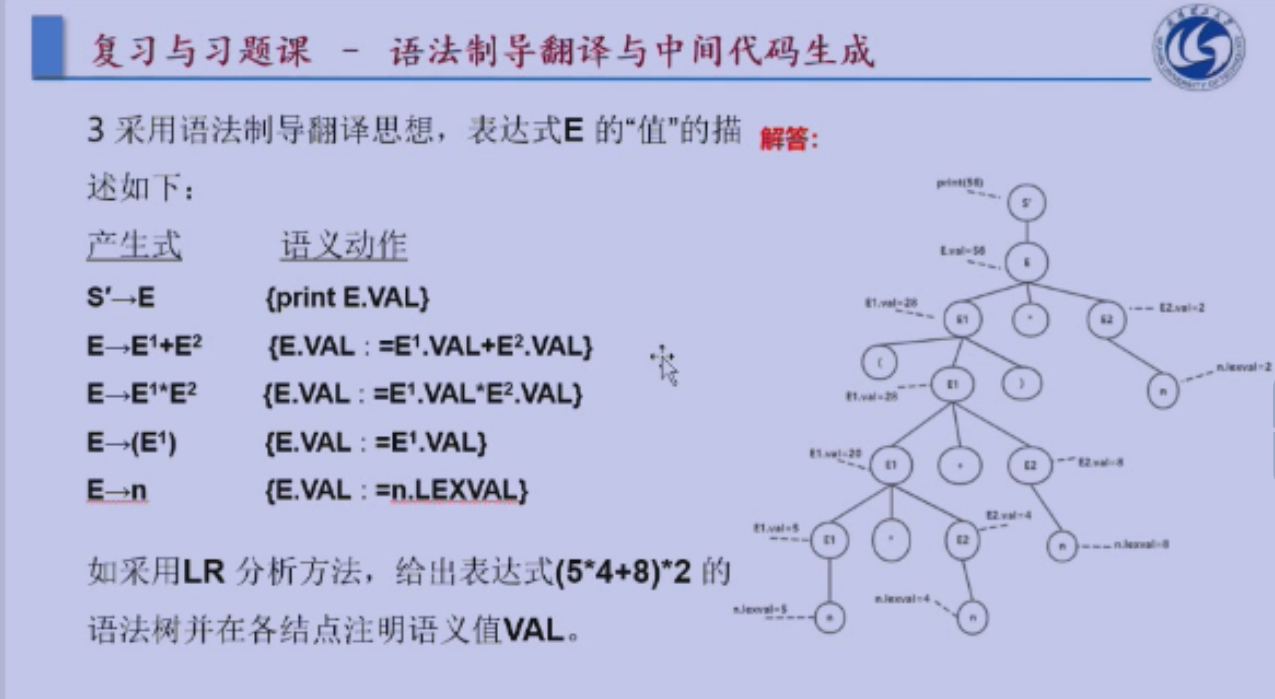 复习与习题课 - 语法制导翻译与中间代码生成
3 采用语法制导翻译思想，表达式E 的“值”的描
述如下：
产生式 语义动作
S′→E {print E.VAL}
E→E¹+E² {E.VAL：=E¹.VAL+E².VAL}
E→E¹*E² {E.VAL：=E¹.VAL*E².VAL}
E→(E¹) {E.VAL：=E¹.VAL}
E→n {E.VAL：=n.LEXVAL}
如采用LR 分析方法，给出表达式(5*4+8)*2 的
语法树并在各结点注明语义值VAL。
解答：
print(56)
S'
E.val=56
E
E1.val=28
E1
*
E2
E2.val=2
(
E1
)
n
n.lexval=2
E1.val=28
E1.val=20
E1
+
E2
E2.val=8
E1.val=5
E1
*
E2
E2.val=4
n
n.lexval=8
n.lexval=5
n
n.lexval=4
n